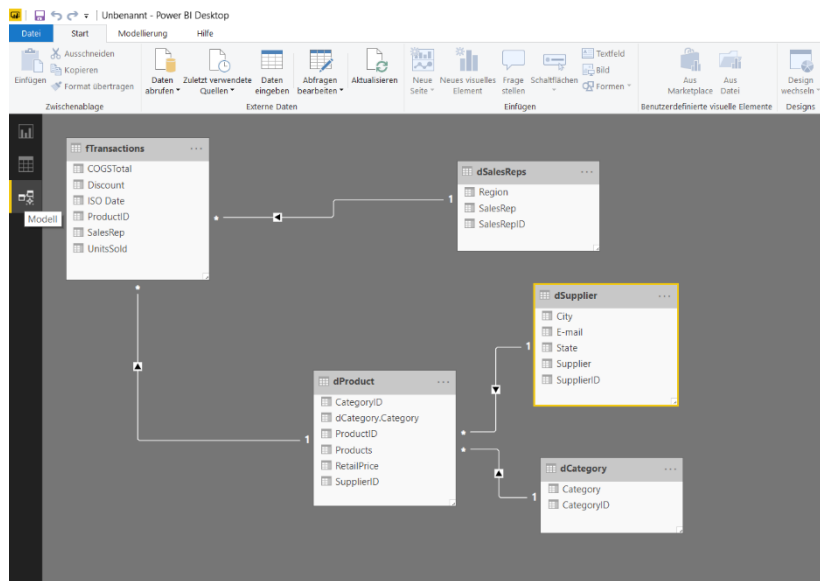 Unbenannt - Power BI Desktop
Datei Start Modellierung Hilfe
Einfügen
Ausschneiden
Kopieren
Format übertragen
Zwischenablage
Daten abrufen
Zuletzt verwendete Quellen
Daten eingeben
Abfragen bearbeiten
Aktualisieren
Externe Daten
Neue Seite
Neues visuelles Element
Frage stellen
Schaltflächen
Textfeld
Bild
Formen
Einfügen
Aus Marketplace
Aus Datei
Benutzerdefinierte visuelle Elemente
Design wechseln
Designs
Modell
fTransactions
COGSTotal
Discount
ISO Date
ProductID
SalesRep
UnitsSold
*
1
dSalesReps
Region
SalesRep
SalesRepID
*
1
dProduct
CategoryID
dCategory.Category
ProductID
Products
RetailPrice
SupplierID
*
1
dSupplier
City
E-mail
State
Supplier
SupplierID
*
1
dCategory
Category
CategoryID